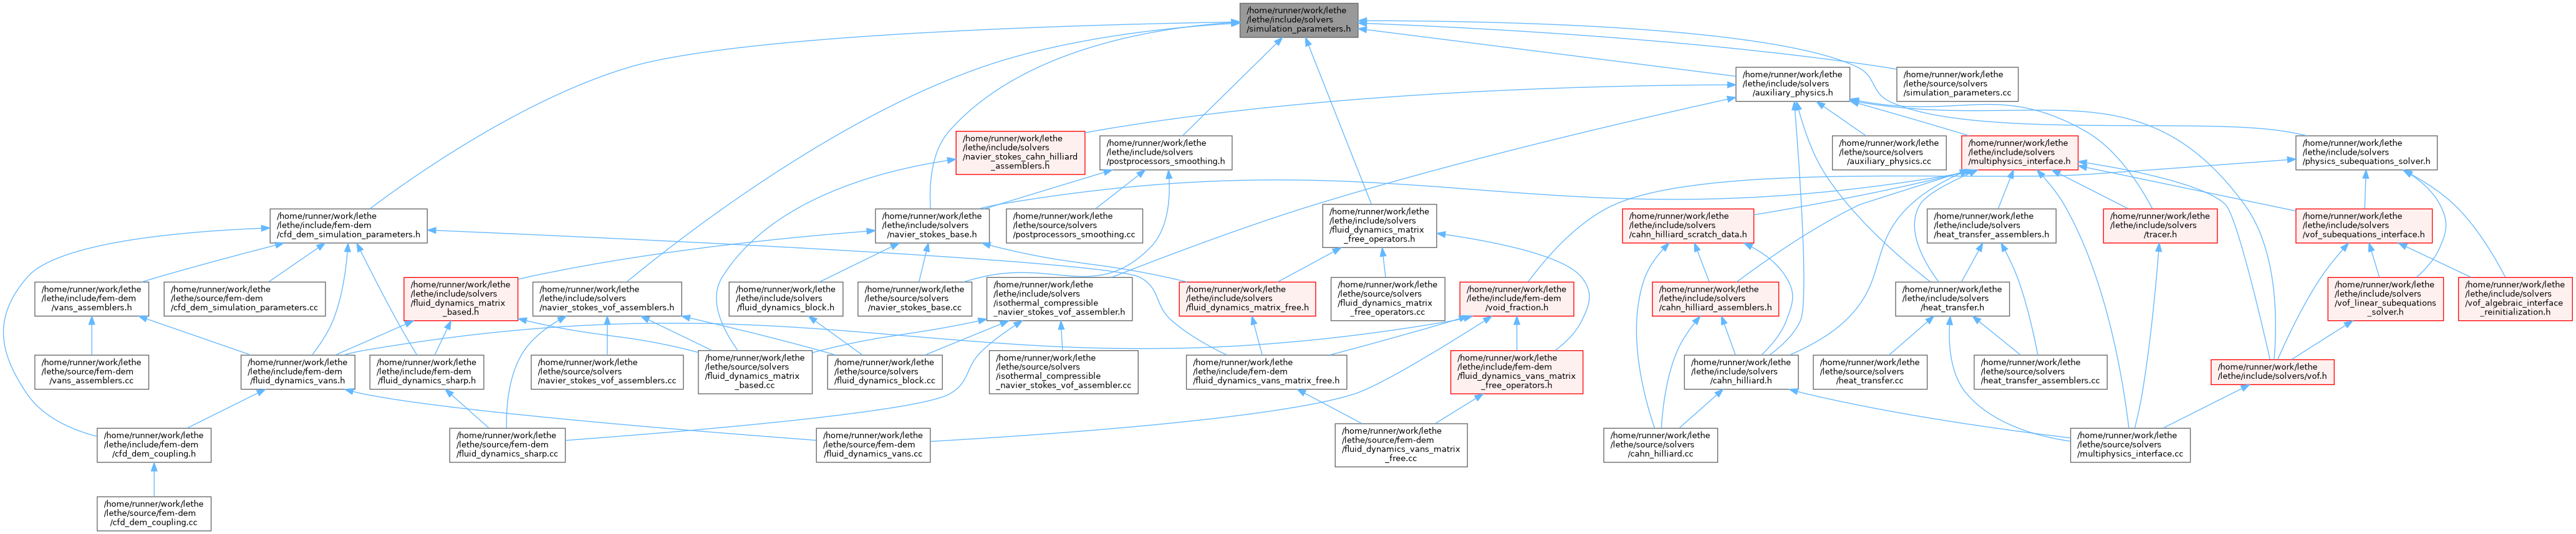 /home/runner/work/lethe
/lethe/include/solvers
/simulation_parameters.h
/home/runner/work/lethe
/lethe/include/solvers
/auxiliary_physics.h
/home/runner/work/lethe
/lethe/source/solvers
/simulation_parameters.cc
/home/runner/work/lethe
/lethe/include/solvers
/navier_stokes_cahn_hilliard
_assemblers.h
/home/runner/work/lethe
/lethe/include/solvers
/postprocessors_smoothing.h
/home/runner/work/lethe
/lethe/source/solvers
/auxiliary_physics.cc
/home/runner/work/lethe
/lethe/include/solvers
/multiphysics_interface.h
/home/runner/work/lethe
/lethe/include/solvers
/physics_subequations_solver.h
/home/runner/work/lethe
/lethe/include/fem-dem
/cfd_dem_simulation_parameters.h
/home/runner/work/lethe
/lethe/include/solvers
/navier_stokes_base.h
/home/runner/work/lethe
/lethe/source/solvers
/postprocessors_smoothing.cc
/home/runner/work/lethe
/lethe/include/solvers
/fluid_dynamics_matrix
_free_operators.h
/home/runner/work/lethe
/lethe/include/solvers
/cahn_hilliard_scratch_data.h
/home/runner/work/lethe
/lethe/include/solvers
/heat_transfer_assemblers.h
/home/runner/work/lethe
/lethe/include/solvers
/tracer.h
/home/runner/work/lethe
/lethe/include/solvers
/vof_subequations_interface.h
/home/runner/work/lethe
/lethe/include/fem-dem
/vans_assemblers.h
/home/runner/work/lethe
/lethe/source/fem-dem
/cfd_dem_simulation_parameters.cc
/home/runner/work/lethe
/lethe/include/solvers
/fluid_dynamics_matrix
_based.h
/home/runner/work/lethe
/lethe/include/solvers
/navier_stokes_vof_assemblers.h
/home/runner/work/lethe
/lethe/include/solvers
/fluid_dynamics_block.h
/home/runner/work/lethe
/lethe/source/solvers
/navier_stokes_base.cc
/home/runner/work/lethe
/lethe/include/solvers
/isothermal_compressible
_navier_stokes_vof_assembler.h
/home/runner/work/lethe
/lethe/include/solvers
/fluid_dynamics_matrix_free.h
/home/runner/work/lethe
/lethe/source/solvers
/fluid_dynamics_matrix
_free_operators.cc
/home/runner/work/lethe
/lethe/include/fem-dem
/void_fraction.h
/home/runner/work/lethe
/lethe/include/solvers
/cahn_hilliard_assemblers.h
/home/runner/work/lethe
/lethe/include/solvers
/heat_transfer.h
/home/runner/work/lethe
/lethe/include/solvers
/vof_linear_subequations
_solver.h
/home/runner/work/lethe
/lethe/include/solvers
/vof_algebraic_interface
_reinitialization.h
/home/runner/work/lethe
/lethe/source/fem-dem
/vans_assemblers.cc
/home/runner/work/lethe
/lethe/include/fem-dem
/fluid_dynamics_vans.h
/home/runner/work/lethe
/lethe/include/fem-dem
/fluid_dynamics_sharp.h
/home/runner/work/lethe
/lethe/source/solvers
/navier_stokes_vof_assemblers.cc
/home/runner/work/lethe
/lethe/source/solvers
/fluid_dynamics_matrix
_based.cc
/home/runner/work/lethe
/lethe/source/solvers
/fluid_dynamics_block.cc
/home/runner/work/lethe
/lethe/source/solvers
/isothermal_compressible
_navier_stokes_vof_assembler.cc
/home/runner/work/lethe
/lethe/include/fem-dem
/fluid_dynamics_vans_matrix_free.h
/home/runner/work/lethe
/lethe/include/fem-dem
/fluid_dynamics_vans_matrix
_free_operators.h
/home/runner/work/lethe
/lethe/include/solvers
/cahn_hilliard.h
/home/runner/work/lethe
/lethe/source/solvers
/heat_transfer.cc
/home/runner/work/lethe
/lethe/source/solvers
/heat_transfer_assemblers.cc
/home/runner/work/lethe
/lethe/include/solvers/vof.h
/home/runner/work/lethe
/lethe/include/fem-dem
/cfd_dem_coupling.h
/home/runner/work/lethe
/lethe/source/fem-dem
/fluid_dynamics_sharp.cc
/home/runner/work/lethe
/lethe/source/fem-dem
/fluid_dynamics_vans.cc
/home/runner/work/lethe
/lethe/source/fem-dem
/fluid_dynamics_vans_matrix
_free.cc
/home/runner/work/lethe
/lethe/source/solvers
/cahn_hilliard.cc
/home/runner/work/lethe
/lethe/source/solvers
/multiphysics_interface.cc
/home/runner/work/lethe
/lethe/source/fem-dem
/cfd_dem_coupling.cc